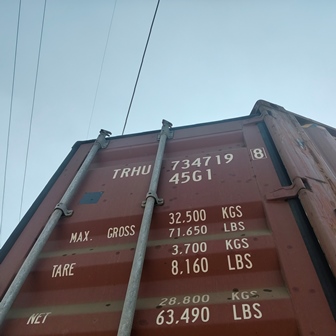 TRHU 734719 8
45G1
MAX. GROSS 32.500 KGS
71.650 LBS
TARE 3,700 KGS
8,160 LBS
NET 28.800 KGS
63.490 LBS